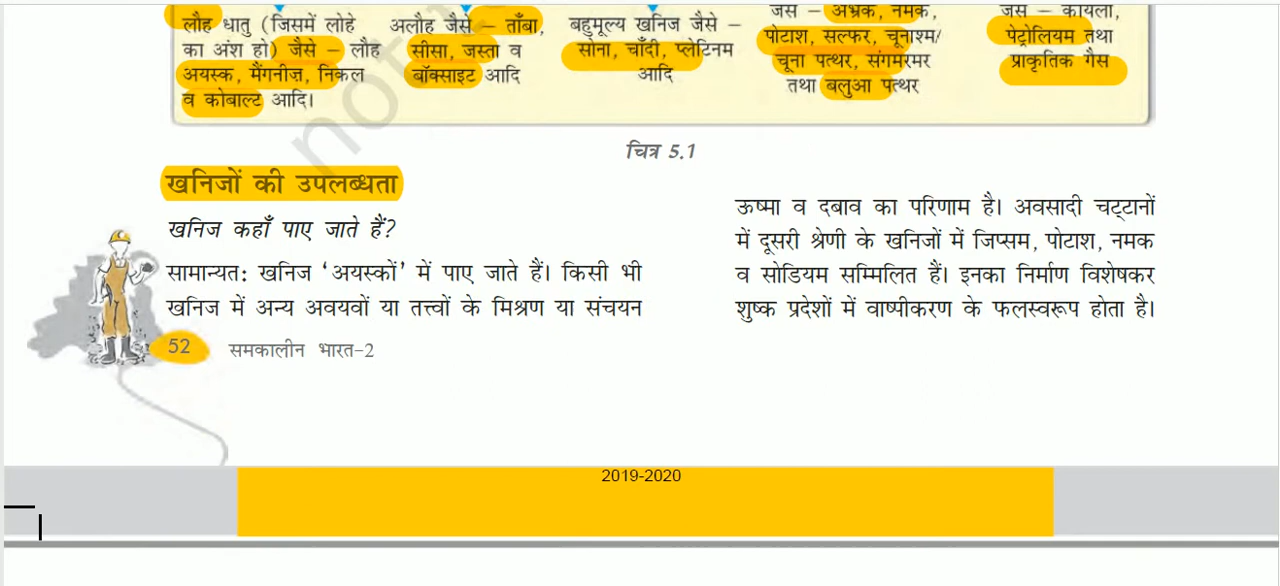 लौह धातु (जिसमें लोहे
का अंश हो) जैसे – लौह
अयस्क, मैंगनीज, निकल
व कोबाल्ट आदि।
अलौह जैसे – ताँबा,
सीसा, जस्ता व
बॉक्साइट आदि
बहुमूल्य खनिज जैसे –
सोना, चाँदी, प्लेटिनम
आदि
जैसे – अभ्रक, नमक,
पोटाश, सल्फर, चूनाश्म/
चूना पत्थर, संगमरमर
तथा बलुआ पत्थर
जैसे – कोयला,
पेट्रोलियम तथा
प्राकृतिक गैस
not
चित्र 5.1
खनिजों की उपलब्धता
खनिज कहाँ पाए जाते हैं?
सामान्यत: खनिज ‘अयस्कों’ में पाए जाते हैं। किसी भी
खनिज में अन्य अवयवों या तत्त्वों के मिश्रण या संचयन
ऊष्मा व दबाव का परिणाम है। अवसादी चट्टानों
में दूसरी श्रेणी के खनिजों में जिप्सम, पोटाश, नमक
व सोडियम सम्मिलित हैं। इनका निर्माण विशेषकर
शुष्क प्रदेशों में वाष्पीकरण के फलस्वरूप होता है।
52 समकालीन भारत-2
2019-2020